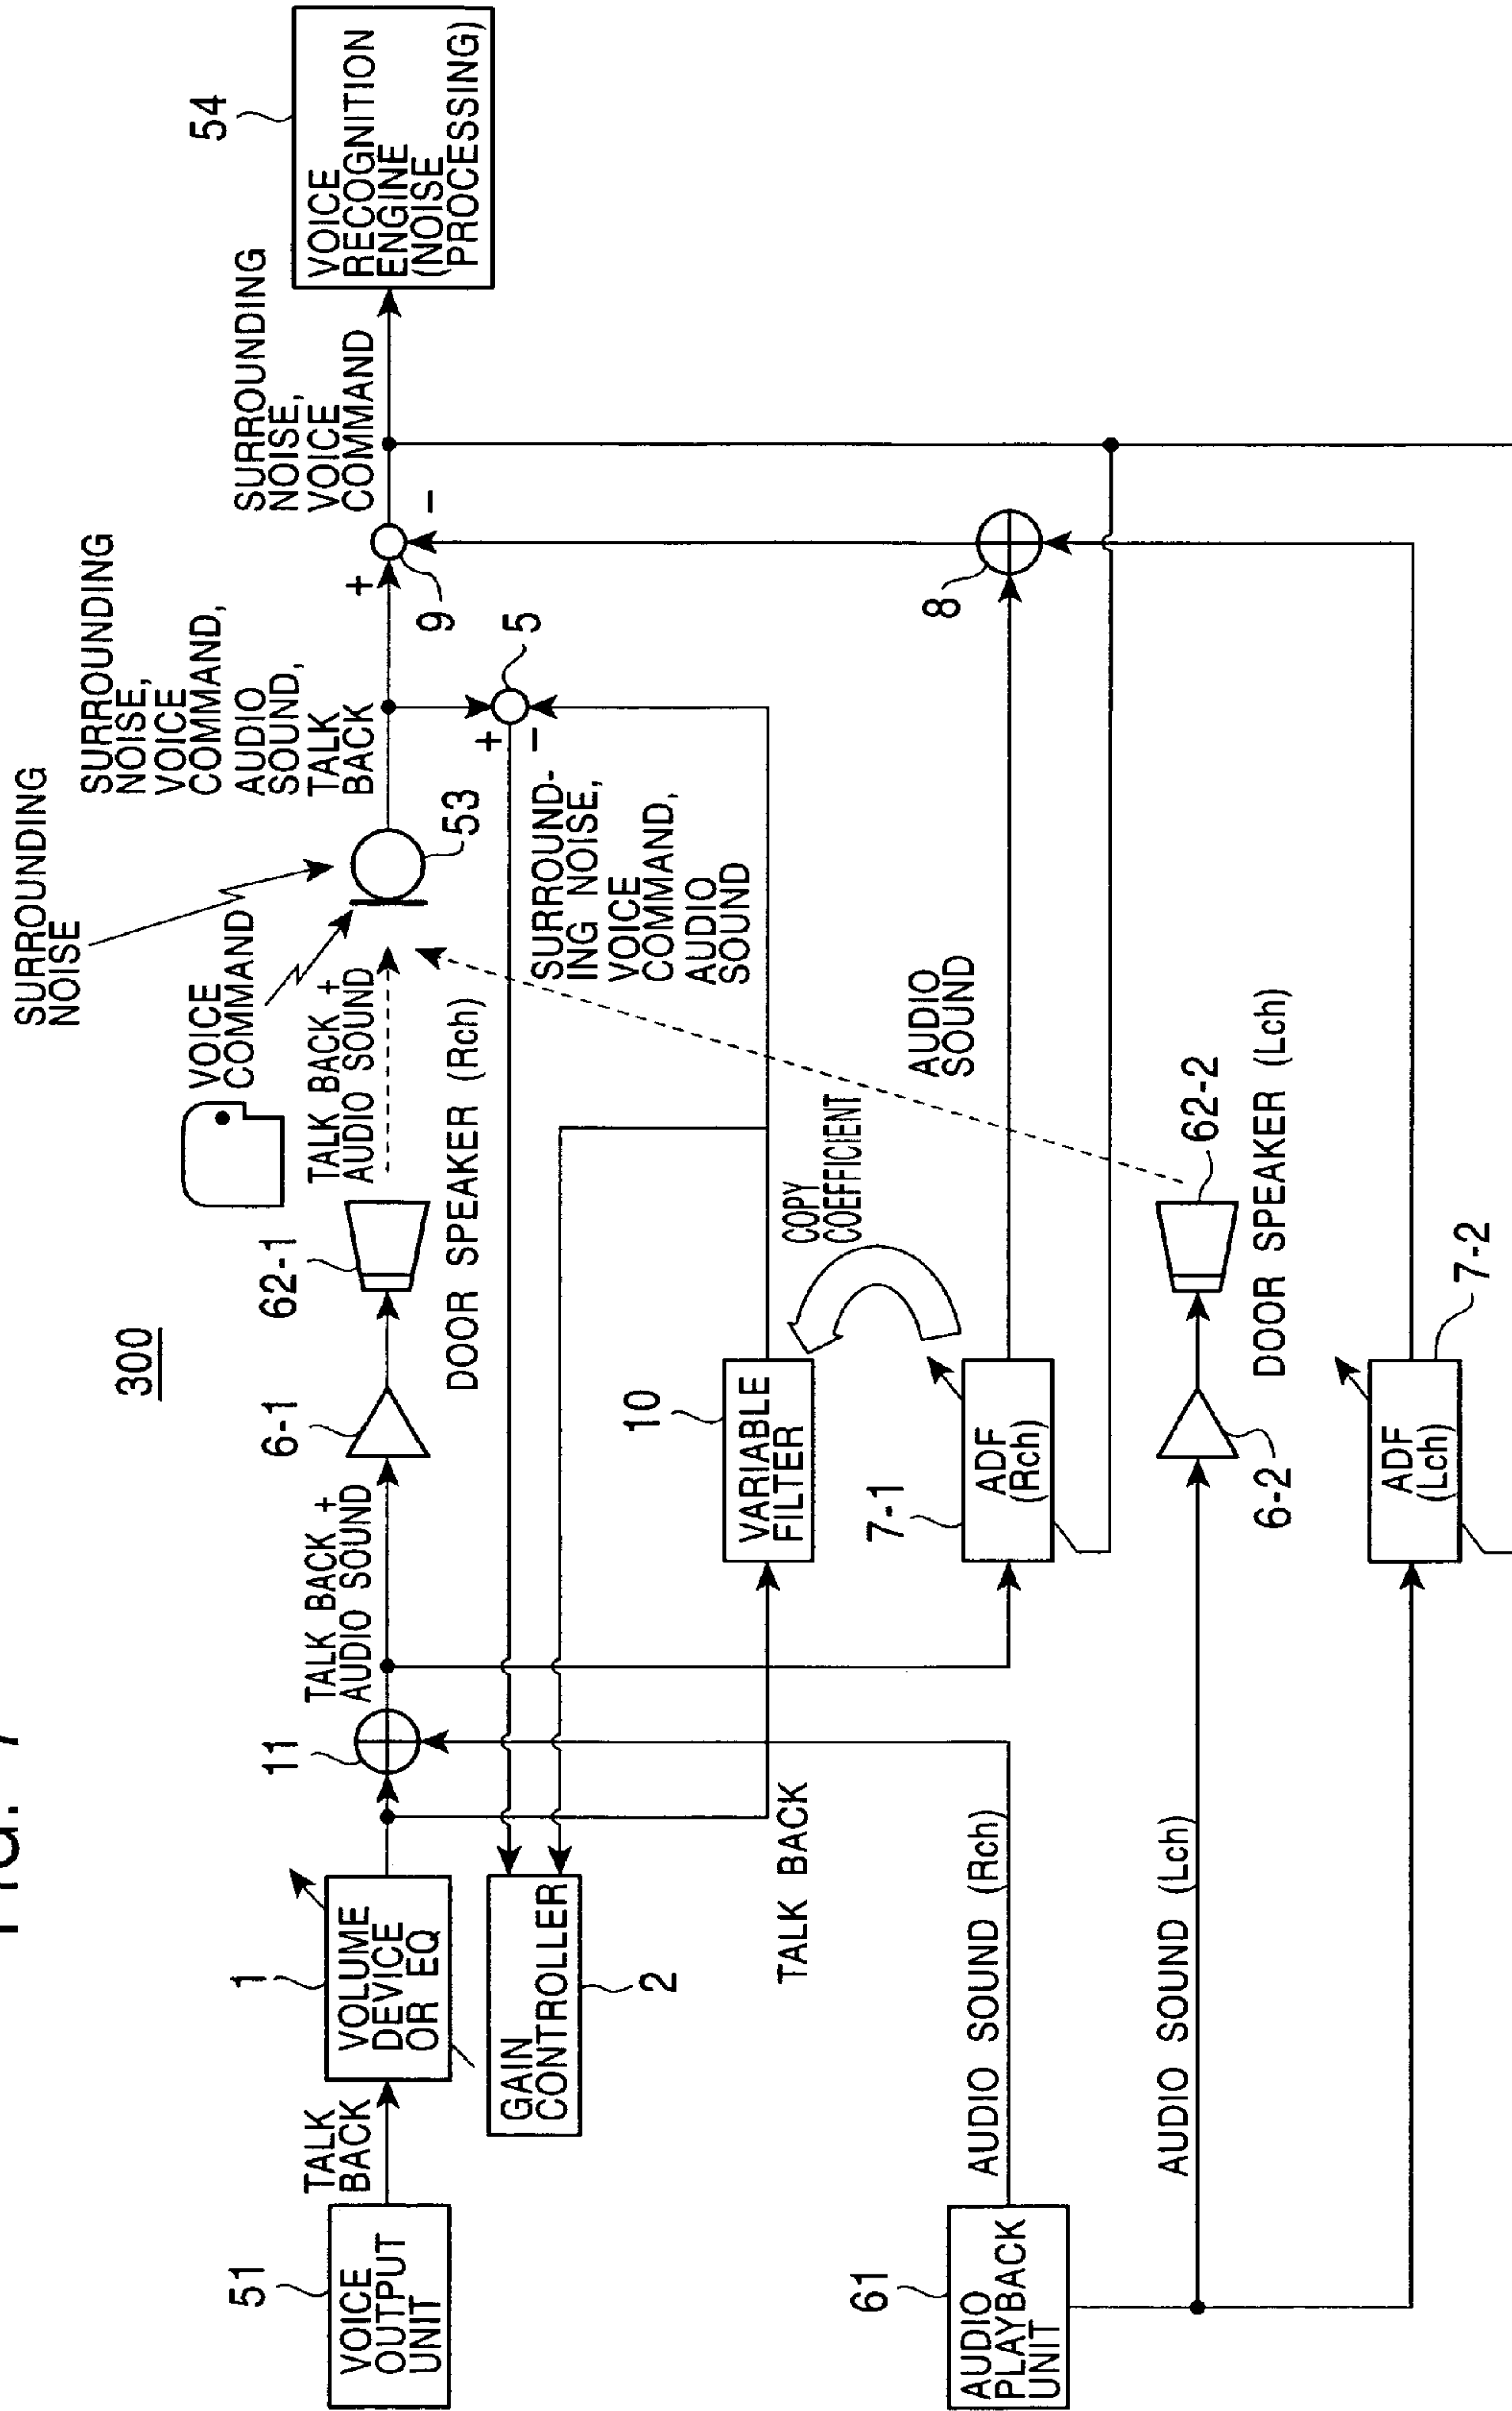 FIG. 7
300
51
VOICE
OUTPUT
UNIT
TALK
BACK
1
VOLUME
DEVICE
OR EQ
GAIN
CONTROLLER
2
11
TALK BACK +
AUDIO SOUND
6-1
62-1
DOOR SPEAKER (Rch)
TALK BACK +
AUDIO SOUND
VOICE
COMMAND
SURROUNDING
NOISE
53
SURROUNDING
NOISE,
VOICE
COMMAND,
AUDIO
SOUND,
TALK
BACK
+
−
9
SURROUNDING
NOISE,
VOICE
COMMAND
54
VOICE
RECOGNITION
ENGINE
(NOISE
PROCESSING)
5
+
−
SURROUND-
ING NOISE,
VOICE
COMMAND,
AUDIO
SOUND
TALK BACK
10
VARIABLE
FILTER
COPY
COEFFICIENT
7-1
ADF
(Rch)
AUDIO
SOUND
8
61
AUDIO
PLAYBACK
UNIT
AUDIO SOUND (Rch)
AUDIO SOUND (Lch)
6-2
62-2
DOOR SPEAKER (Lch)
ADF
(Lch)
7-2